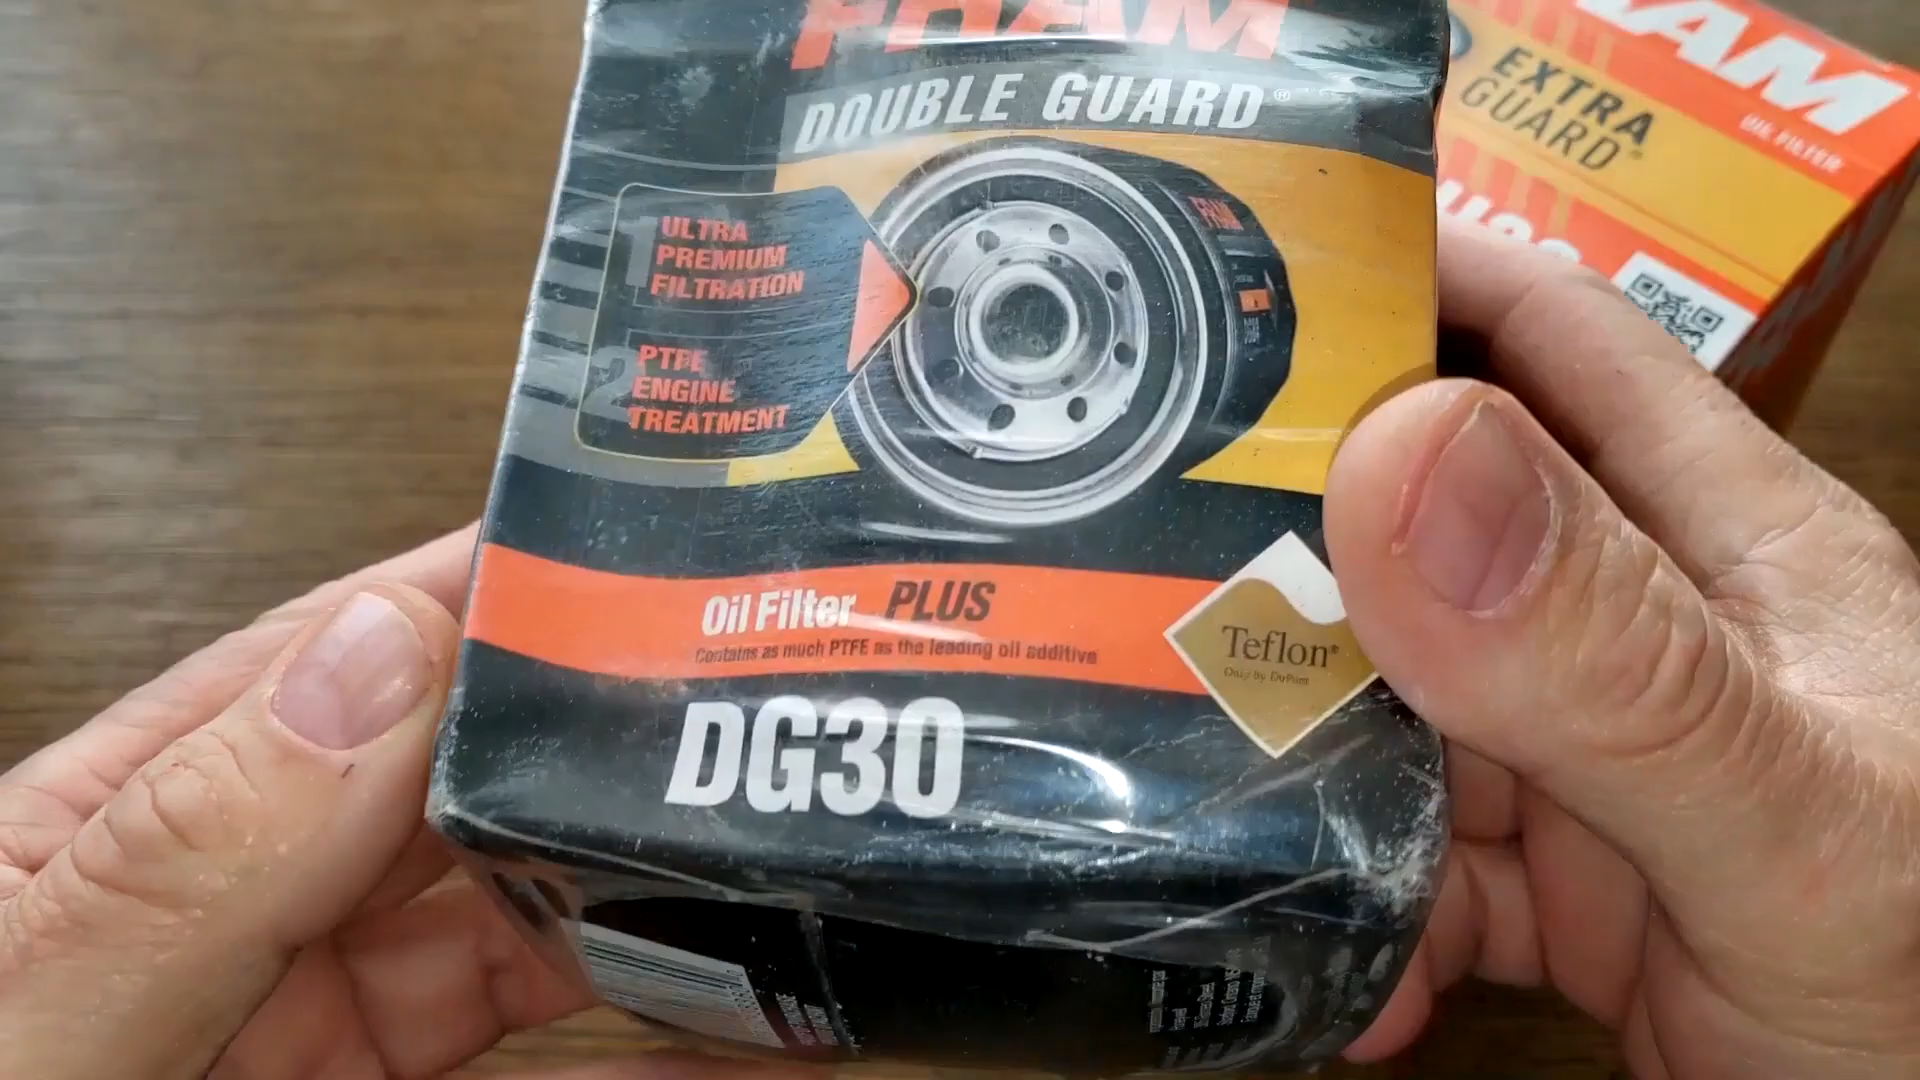 FRAM
DOUBLE GUARD®
1 ULTRA
PREMIUM
FILTRATION
2 PTFE
ENGINE
TREATMENT
FRAM
Oil Filter PLUS
Contains as much PTFE as the leading oil additive
Teflon®
Only by DuPont
DG30
EXTRA
GUARD®
OIL FILTER